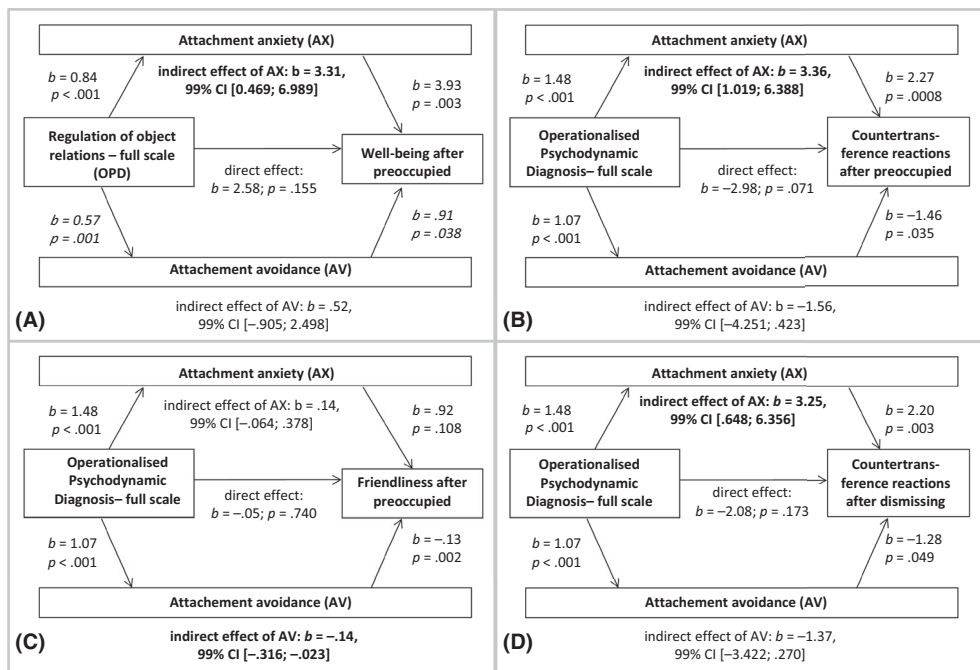 Attachment anxiety (AX)
indirect effect of AX: b = 3.31,
99% CI [0.469; 6.989]
b = 0.84
p < .001
b = 3.93
p = .003
Regulation of object
relations – full scale
(OPD)
direct effect:
b = 2.58; p = .155
Well-being after
preoccupied
b = 0.57
p = .001
b = .91
p = .038
Attachement avoidance (AV)
indirect effect of AV: b = .52,
99% CI [–.905; 2.498]
(A)
Attachment anxiety (AX)
indirect effect of AX: b = 3.36,
99% CI [1.019; 6.388]
b = 1.48
p < .001
b = 2.27
p = .0008
Operationalised
Psychodynamic
Diagnosis– full scale
direct effect:
b = –2.98; p = .071
Countertrans-
ference reactions
after preoccupied
b = 1.07
p < .001
b = –1.46
p = .035
Attachement avoidance (AV)
indirect effect of AV: b = –1.56,
99% CI [–4.251; .423]
(B)
Attachment anxiety (AX)
indirect effect of AX: b = .14,
99% CI [–.064; .378]
b = 1.48
p < .001
b = .92
p = .108
Operationalised
Psychodynamic
Diagnosis– full scale
direct effect:
b = –.05; p = .740
Friendliness after
preoccupied
b = 1.07
p < .001
b = –.13
p = .002
Attachement avoidance (AV)
indirect effect of AV: b = –.14,
99% CI [–.316; –.023]
(C)
Attachment anxiety (AX)
indirect effect of AX: b = 3.25,
99% CI [.648; 6.356]
b = 1.48
p < .001
b = 2.20
p = .003
Operationalised
Psychodynamic
Diagnosis– full scale
direct effect:
b = –2.08; p = .173
Countertrans-
ference reactions
after dismissing
b = 1.07
p < .001
b = –1.28
p = .049
Attachement avoidance (AV)
indirect effect of AV: b = –1.37,
99% CI [–3.422; .270]
(D)